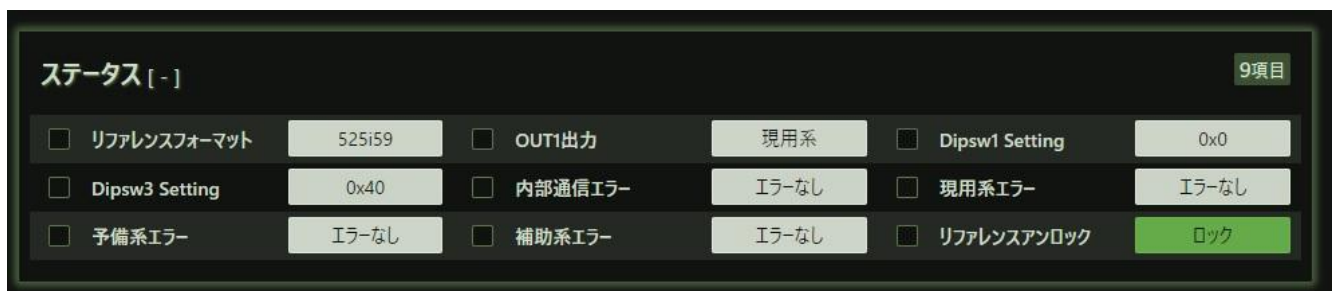 ステータス [ - ] 9項目
リファレンスフォーマット 525i59 OUT1出力 現用系 Dipsw1 Setting 0x0
Dipsw3 Setting 0x40 内部通信エラー エラーなし 現用系エラー エラーなし
予備系エラー エラーなし 補助系エラー エラーなし リファレンスアンロック ロック